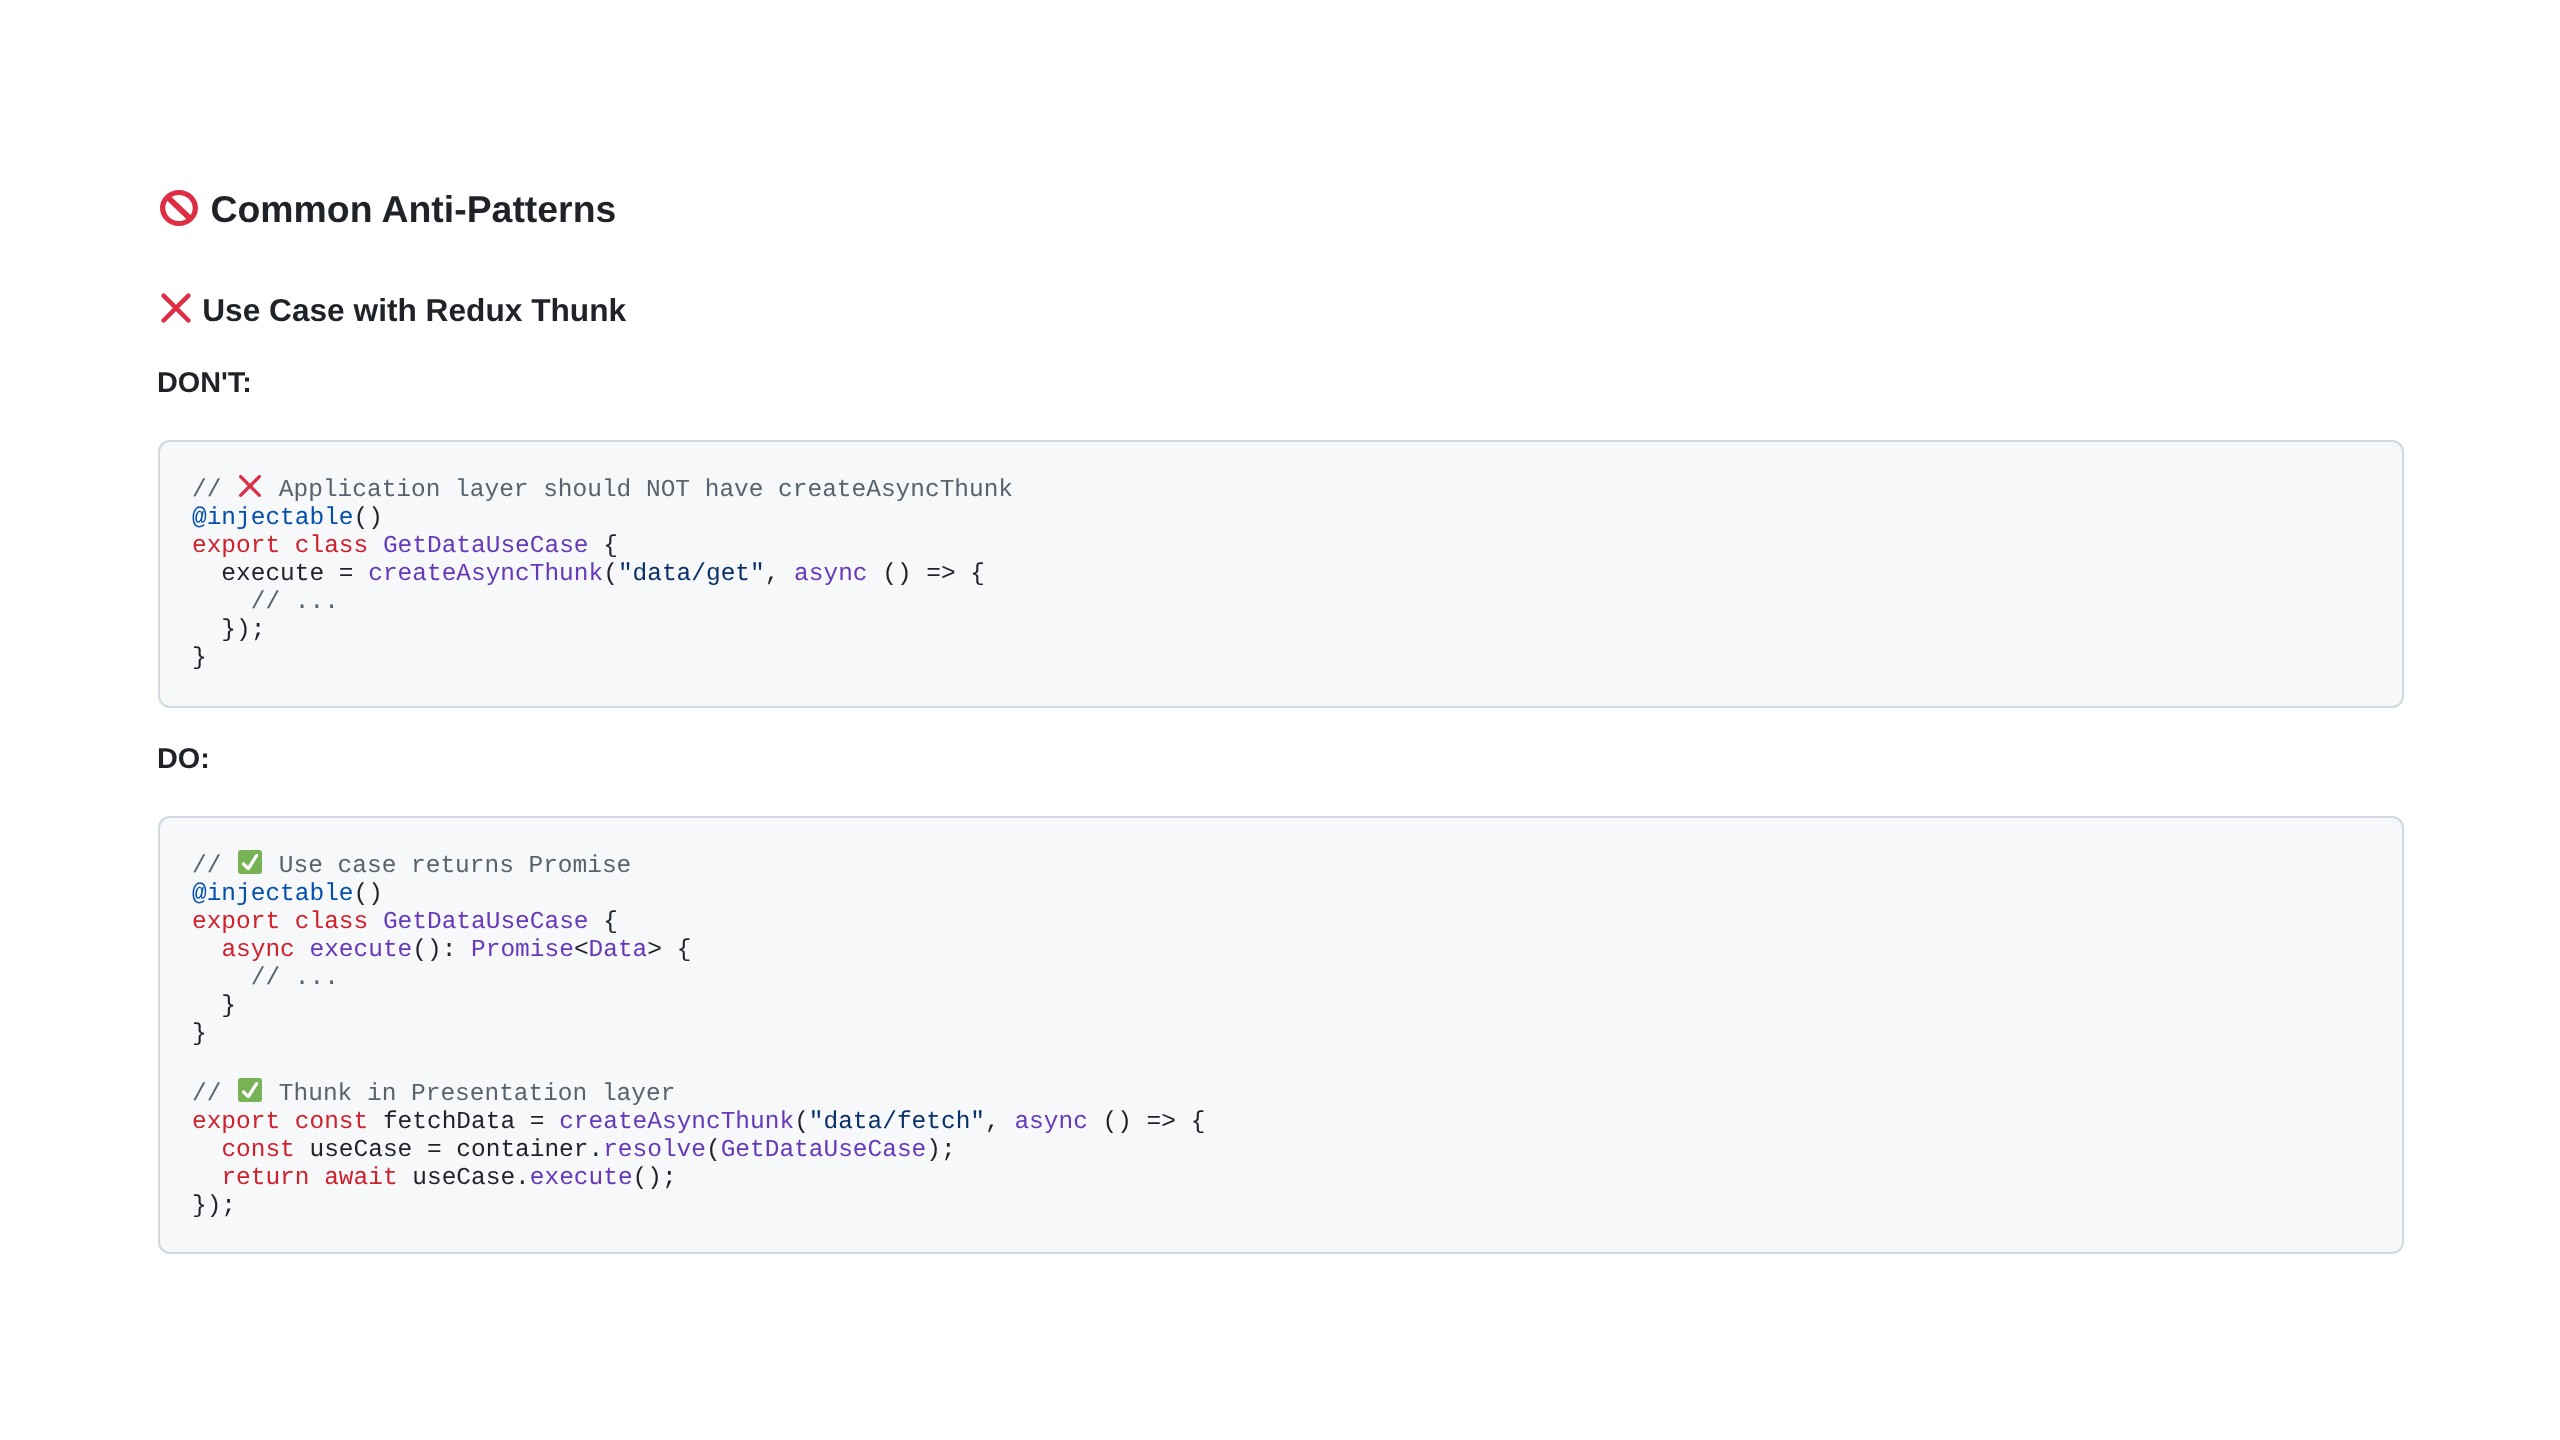 🚫 Common Anti-Patterns
❌ Use Case with Redux Thunk
DON'T:
// ❌ Application layer should NOT have createAsyncThunk
@injectable()
export class GetDataUseCase {
  execute = createAsyncThunk("data/get", async () => {
    // ...
  });
}
DO:
// ✅ Use case returns Promise
@injectable()
export class GetDataUseCase {
  async execute(): Promise<Data> {
    // ...
  }
}

// ✅ Thunk in Presentation layer
export const fetchData = createAsyncThunk("data/fetch", async () => {
  const useCase = container.resolve(GetDataUseCase);
  return await useCase.execute();
});